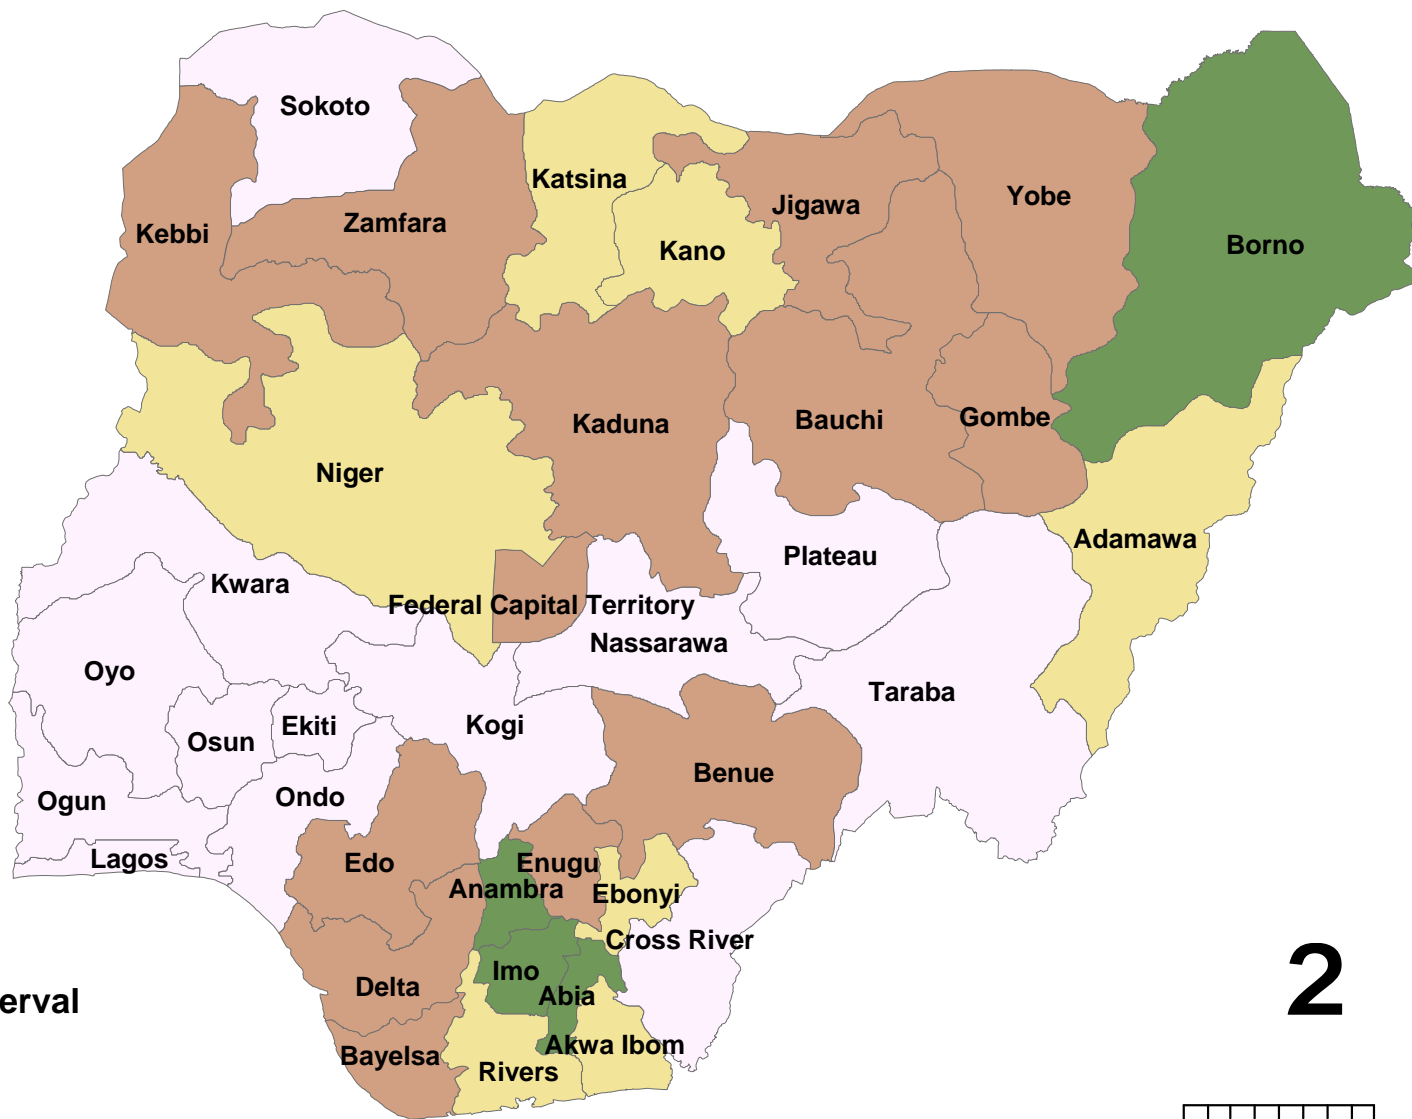 Sokoto
Katsina
Yobe
Jigawa
Zamfara
Kebbi
Borno
Kano
Gombe
Bauchi
Kaduna
Niger
Adamawa
Plateau
Kwara
Federal Capital Territory
Nassarawa
Oyo
Taraba
Ekiti
Kogi
Osun
Benue
Ondo
Ogun
Lagos
Edo
Enugu
Anambra
Ebonyi
Cross River
Imo
2
Delta
Abia
erval
Akwa Ibom
Bayelsa
Rivers